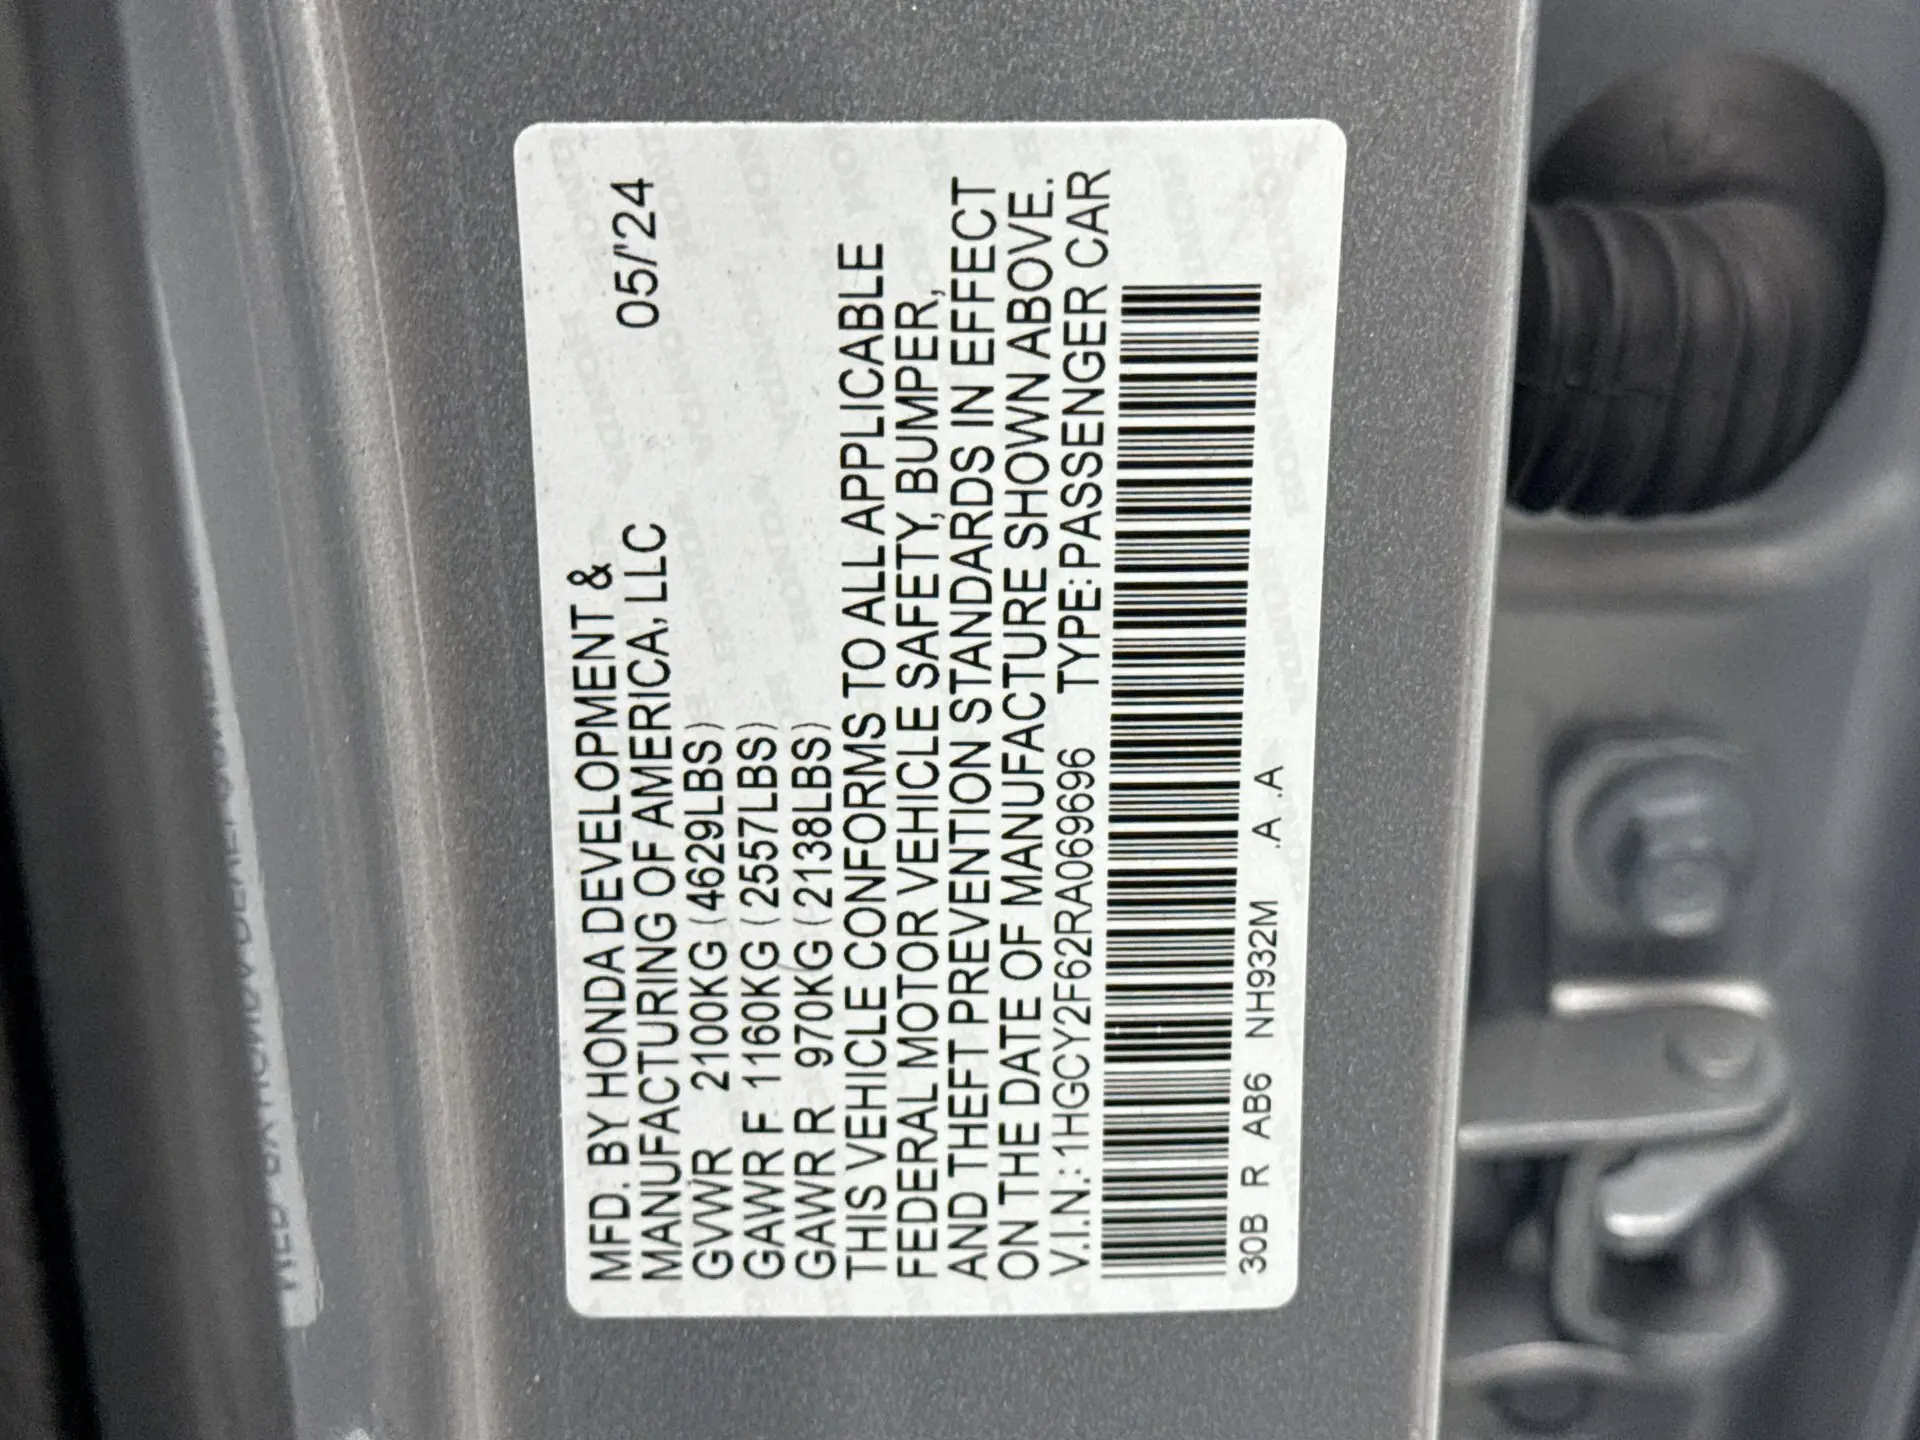 MFD. BY HONDA DEVELOPMENT &
MANUFACTURING OF AMERICA, LLC 05/'24
GVWR 2100KG (4629LBS)
GAWR F 1160KG (2557LBS)
GAWR R 970KG (2138LBS)
THIS VEHICLE CONFORMS TO ALL APPLICABLE
FEDERAL MOTOR VEHICLE SAFETY, BUMPER,
AND THEFT PREVENTION STANDARDS IN EFFECT
ON THE DATE OF MANUFACTURE SHOWN ABOVE.
V.I.N.: 1HGCY2F62RA069696 TYPE: PASSENGER CAR
30B R AB6 NH932M .A .A